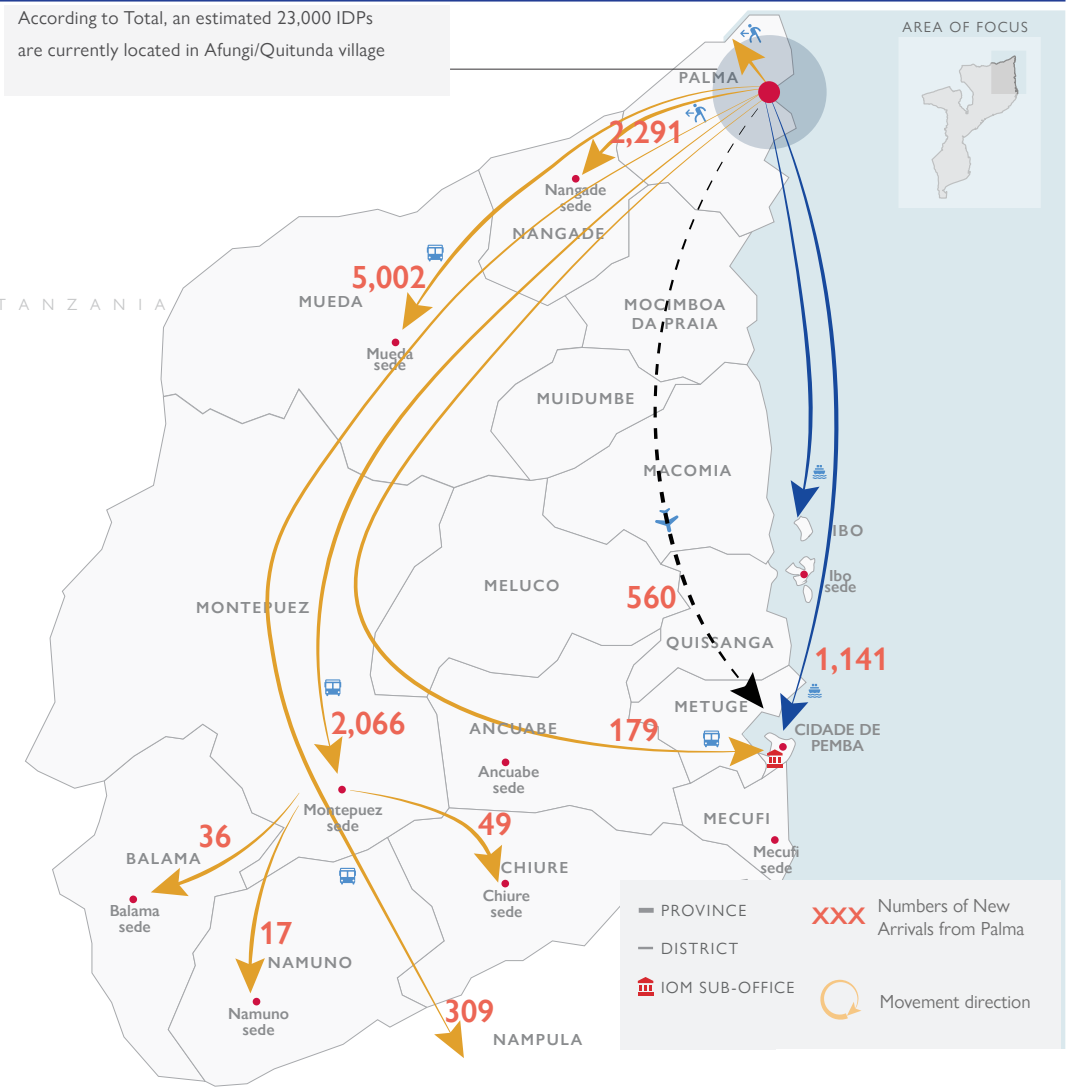 According to Total, an estimated 23,000 IDPs
are currently located in Afungi/Quitunda village
AREA OF FOCUS
PALMA
2,291
Nangade
sede
NANGADE
5,002
MUEDA
TANZANIA
Mueda
sede
MOCIMBOA
DA PRAIA
MUIDUMBE
MACOMIA
IBO
Ibo
sede
MELUCO
560
MONTEPUEZ
QUISSANGA
1,141
METUGE
2,066
ANCUABE
179
CIDADE DE
PEMBA
Ancuabe
sede
Montepuez
sede
MECUFI
49
36
Mecufi
sede
BALAMA
CHIURE
Chiure
sede
Balama
sede
17
NAMUNO
Namuno
sede
309
NAMPULA
PROVINCE
DISTRICT
IOM SUB-OFFICE
XXX
Numbers of New
Arrivals from Palma
Movement direction